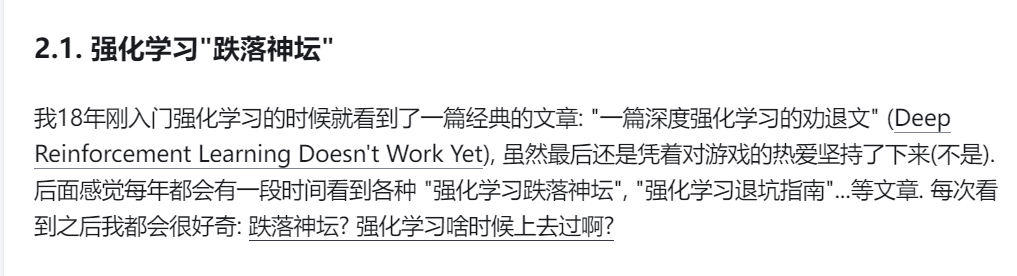 2.1. 强化学习"跌落神坛"
我18年刚入门强化学习的时候就看到了一篇经典的文章: "一篇深度强化学习的劝退文" (Deep
Reinforcement Learning Doesn't Work Yet), 虽然最后还是凭着对游戏的热爱坚持了下来(不是).
后面感觉每年都会有一段时间看到各种 "强化学习跌落神坛", "强化学习退坑指南"...等文章. 每次看
到之后我都会很好奇: 跌落神坛? 强化学习啥时候上去过啊?